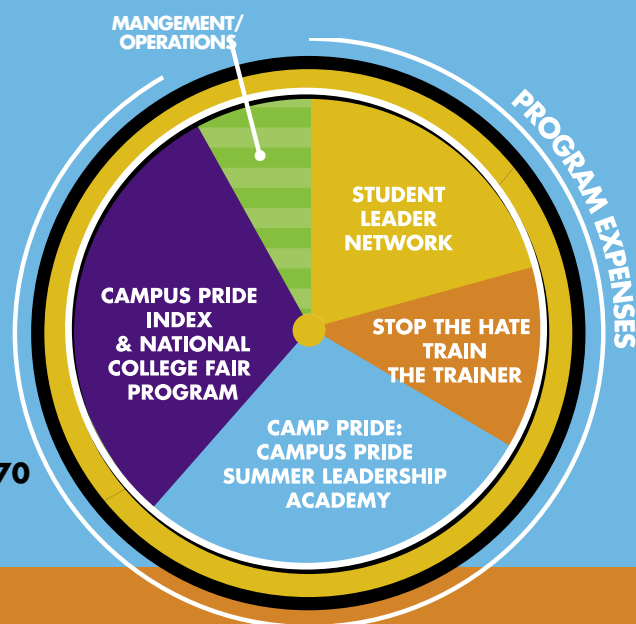 MANGEMENT/
OPERATIONS
PROGRAM EXPENSES
STUDENT
LEADER
NETWORK
STOP THE HATE
TRAIN
THE TRAINER
CAMPUS PRIDE
INDEX
& NATIONAL
COLLEGE FAIR
PROGRAM
CAMP PRIDE:
CAMPUS PRIDE
SUMMER LEADERSHIP
ACADEMY
70